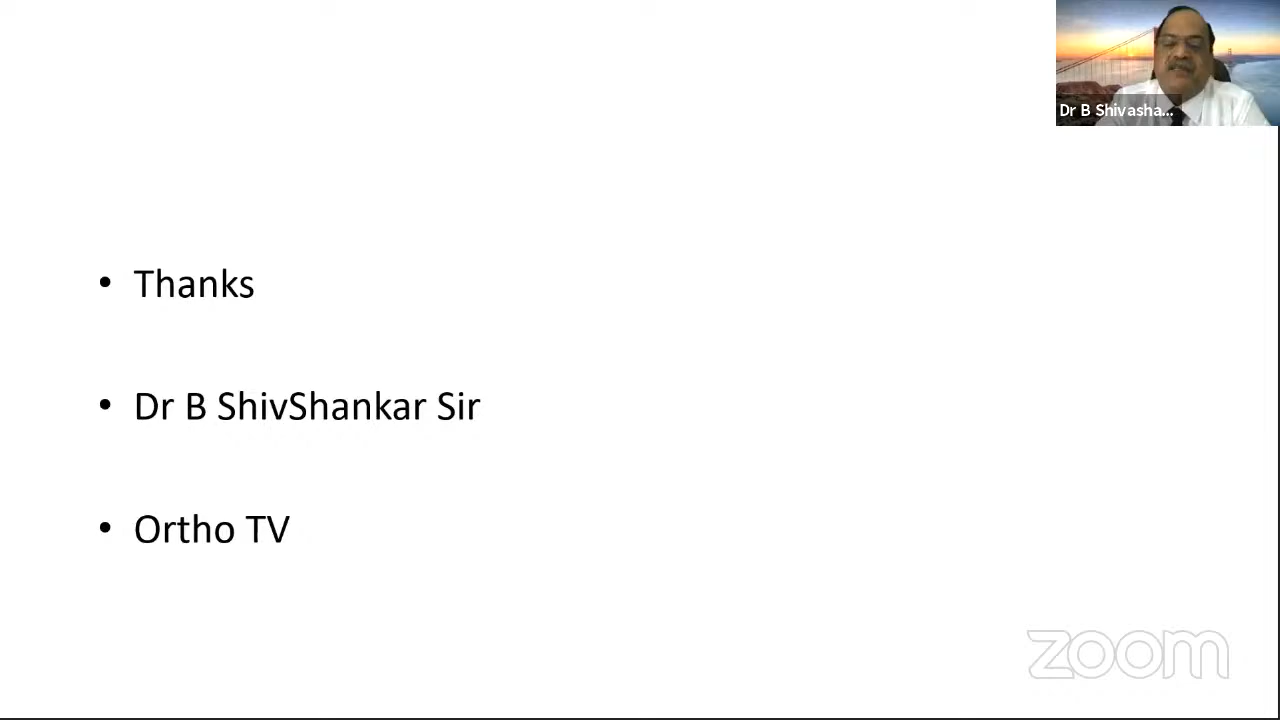 Dr B Shivasha...
• Thanks
• Dr B ShivShankar Sir
• Ortho TV
zoom